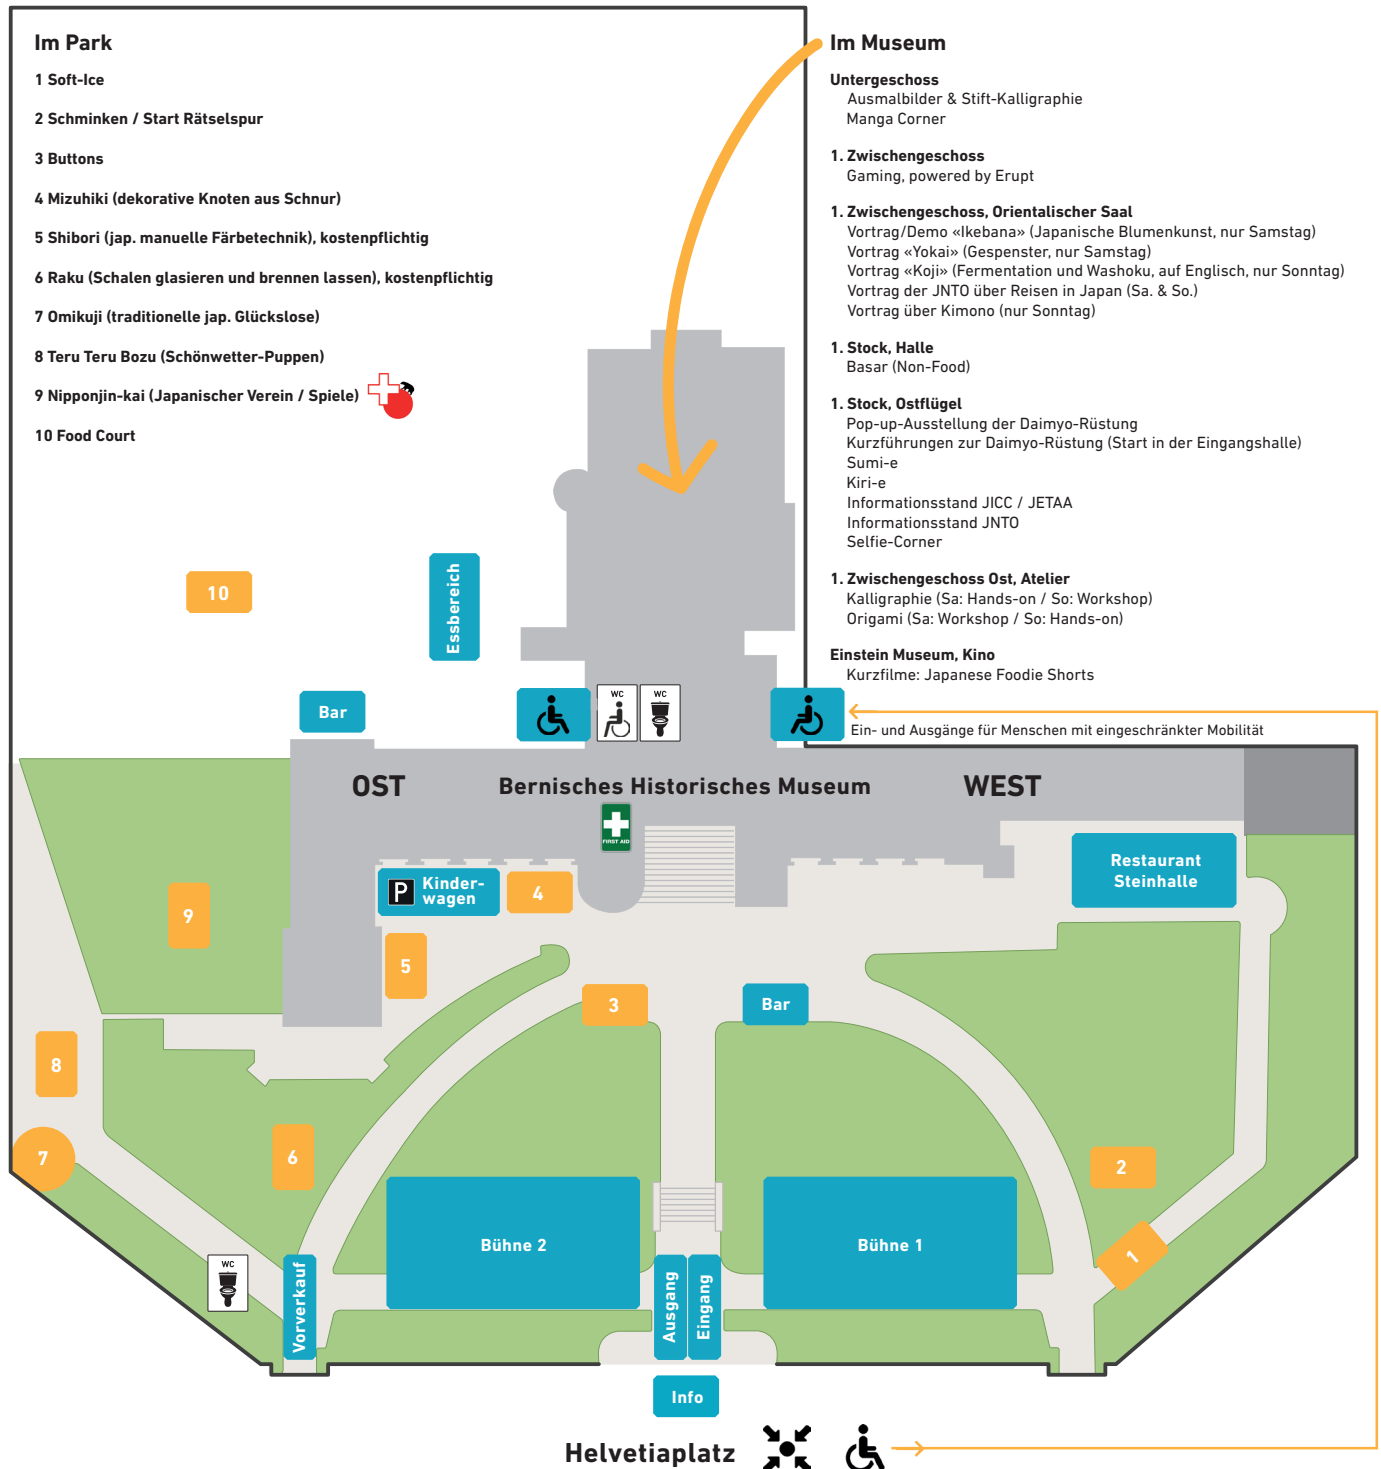 Im Park
1 Soft-Ice
2 Schminken / Start Rätselspur
3 Buttons
4 Mizuhiki (dekorative Knoten aus Schnur)
5 Shibori (jap. manuelle Färbetechnik), kostenpflichtig
6 Raku (Schalen glasieren und brennen lassen), kostenpflichtig
7 Omikuji (traditionelle jap. Glückslose)
8 Teru Teru Bozu (Schönwetter-Puppen)
9 Nipponjin-kai (Japanischer Verein / Spiele)
10 Food Court
Im Museum
Untergeschoss
Ausmalbilder & Stift-Kalligraphie
Manga Corner
1. Zwischengeschoss
Gaming, powered by Erupt
1. Zwischengeschoss, Orientalischer Saal
Vortrag/Demo «Ikebana» (Japanische Blumenkunst, nur Samstag)
Vortrag «Yokai» (Gespenster, nur Samstag)
Vortrag «Koji» (Fermentation und Washoku, auf Englisch, nur Sonntag)
Vortrag der JNTO über Reisen in Japan (Sa. & So.)
Vortrag über Kimono (nur Sonntag)
1. Stock, Halle
Basar (Non-Food)
1. Stock, Ostflügel
Pop-up-Ausstellung der Daimyo-Rüstung
Kurzführungen zur Daimyo-Rüstung (Start in der Eingangshalle)
Sumi-e
Kiri-e
Informationsstand JICC / JETAA
Informationsstand JNTO
Selfie-Corner
1. Zwischengeschoss Ost, Atelier
Kalligraphie (Sa: Hands-on / So: Workshop)
Origami (Sa: Workshop / So: Hands-on)
Einstein Museum, Kino
Kurzfilme: Japanese Foodie Shorts
Ein- und Ausgänge für Menschen mit eingeschränkter Mobilität
10
Essbereich
Bar
WC
WC
OST
Bernisches Historisches Museum
WEST
FIRST AID
Restaurant
Steinhalle
P
Kinder-
wagen
4
9
5
3
Bar
8
7
6
2
1
Bühne 2
Bühne 1
WC
Vorverkauf
Ausgang
Eingang
Info
Helvetiaplatz